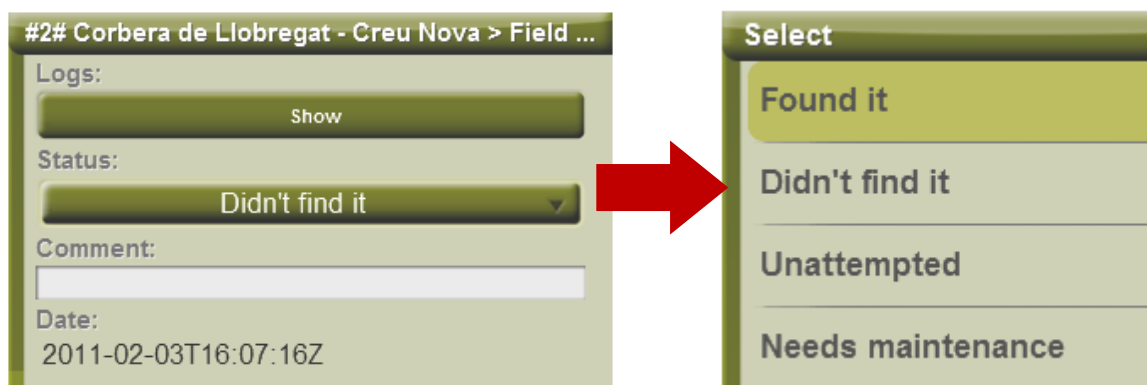 #2# Corbera de Llobregat - Creu Nova > Field ...
Logs:
Show
Status:
Didn't find it
Comment:
Date:
2011-02-03T16:07:16Z
Select
Found it
Didn't find it
Unattempted
Needs maintenance